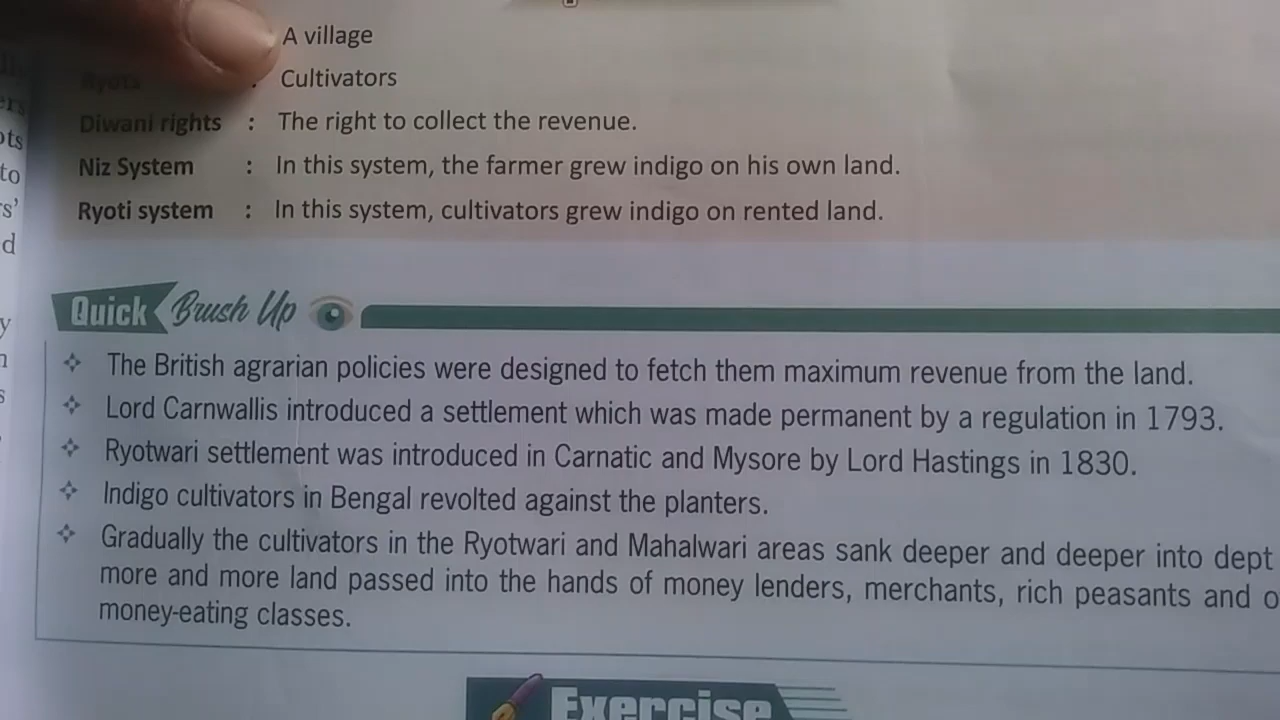 A village
Ryots : Cultivators
Diwani rights : The right to collect the revenue.
Niz System : In this system, the farmer grew indigo on his own land.
Ryoti system : In this system, cultivators grew indigo on rented land.
Quick Brush Up
❖ The British agrarian policies were designed to fetch them maximum revenue from the land.
❖ Lord Carnwallis introduced a settlement which was made permanent by a regulation in 1793.
❖ Ryotwari settlement was introduced in Carnatic and Mysore by Lord Hastings in 1830.
❖ Indigo cultivators in Bengal revolted against the planters.
❖ Gradually the cultivators in the Ryotwari and Mahalwari areas sank deeper and deeper into dept
more and more land passed into the hands of money lenders, merchants, rich peasants and
money-eating classes.
Exercise